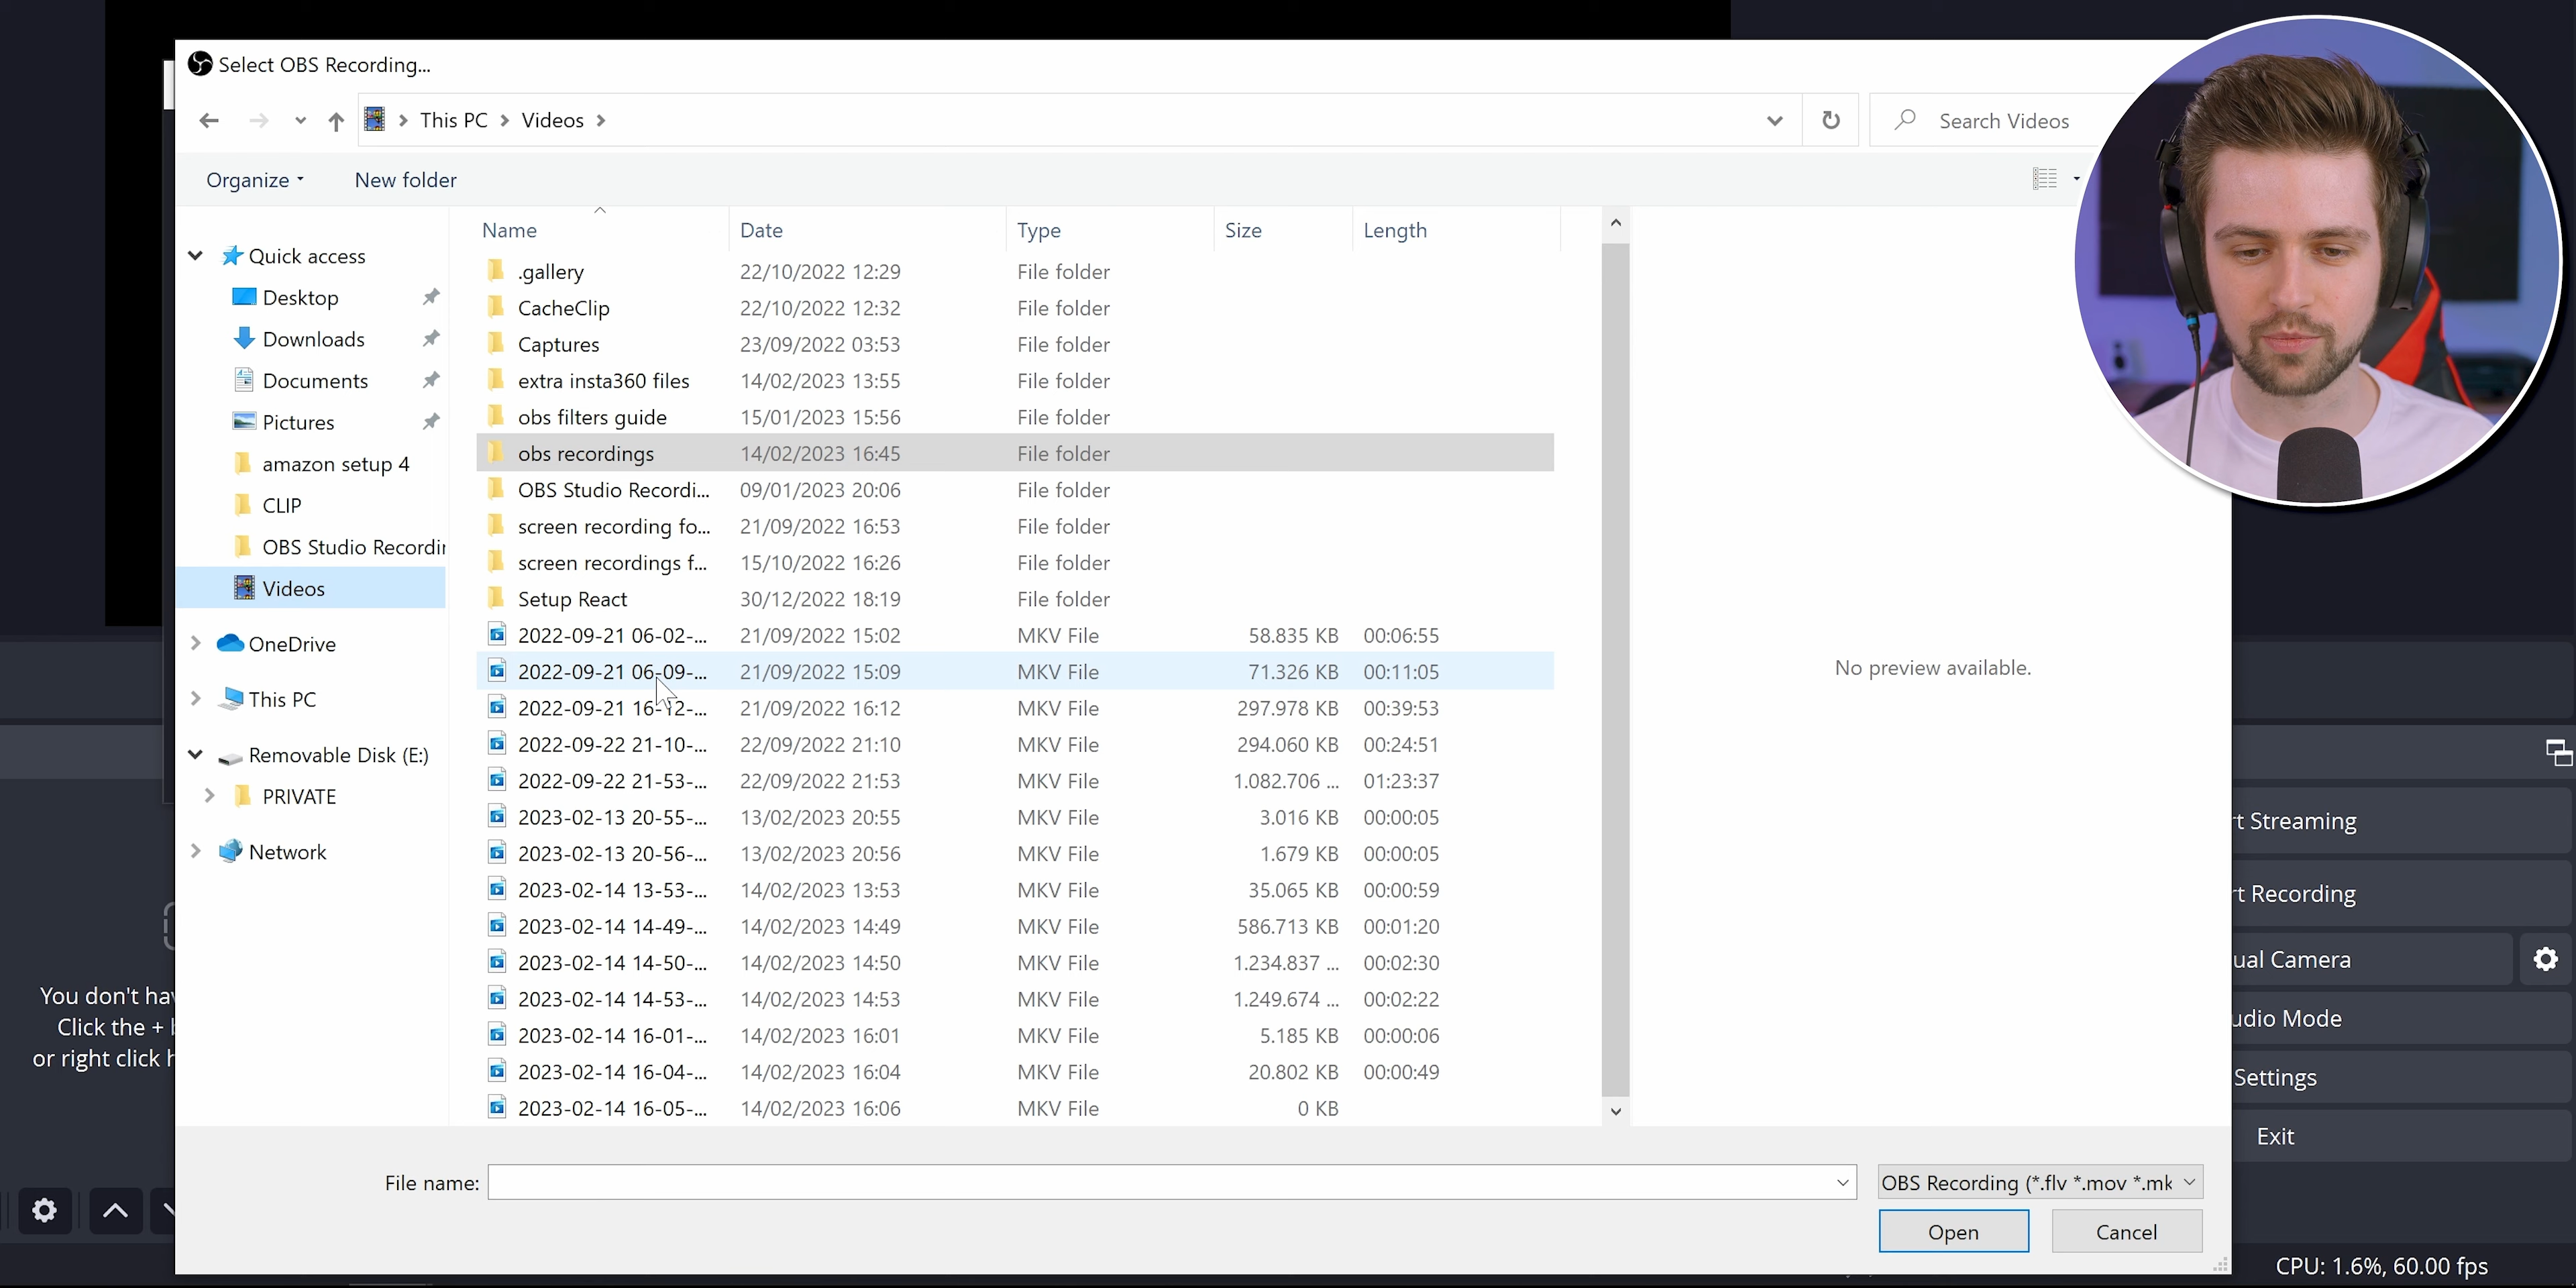 Select OBS Recording...
This PC > Videos >
Search Videos
Organize
New folder
Name Date Type Size Length
Quick access
Desktop
Downloads
Documents
Pictures
amazon setup 4
CLIP
OBS Studio Recordin
Videos
OneDrive
This PC
Removable Disk (E:)
PRIVATE
Network
.gallery 22/10/2022 12:29 File folder
CacheClip 22/10/2022 12:32 File folder
Captures 23/09/2022 03:53 File folder
extra insta360 files 14/02/2023 13:55 File folder
obs filters guide 15/01/2023 15:56 File folder
obs recordings 14/02/2023 16:45 File folder
OBS Studio Recordi... 09/01/2023 20:06 File folder
screen recording fo... 21/09/2022 16:53 File folder
screen recordings f... 15/10/2022 16:26 File folder
Setup React 30/12/2022 18:19 File folder
2022-09-21 06-02-... 21/09/2022 15:02 MKV File 58.835 KB 00:06:55
2022-09-21 06-09-... 21/09/2022 15:09 MKV File 71.326 KB 00:11:05
2022-09-21 16-12-... 21/09/2022 16:12 MKV File 297.978 KB 00:39:53
2022-09-22 21-10-... 22/09/2022 21:10 MKV File 294.060 KB 00:24:51
2022-09-22 21-53-... 22/09/2022 21:53 MKV File 1.082.706 ... 01:23:37
2023-02-13 20-55-... 13/02/2023 20:55 MKV File 3.016 KB 00:00:05
2023-02-13 20-56-... 13/02/2023 20:56 MKV File 1.679 KB 00:00:05
2023-02-14 13-53-... 14/02/2023 13:53 MKV File 35.065 KB 00:00:59
2023-02-14 14-49-... 14/02/2023 14:49 MKV File 586.713 KB 00:01:20
2023-02-14 14-50-... 14/02/2023 14:50 MKV File 1.234.837 ... 00:02:30
2023-02-14 14-53-... 14/02/2023 14:53 MKV File 1.249.674 ... 00:02:22
2023-02-14 16-01-... 14/02/2023 16:01 MKV File 5.185 KB 00:00:06
2023-02-14 16-04-... 14/02/2023 16:04 MKV File 20.802 KB 00:00:49
2023-02-14 16-05-... 14/02/2023 16:06 MKV File 0 KB
No preview available.
You don't hav
Click the + b
or right click h
rt Streaming
rt Recording
ual Camera
udio Mode
Settings
Exit
File name:
OBS Recording (*.flv *.mov *.mk
Open
Cancel
CPU: 1.6%, 60.00 fps